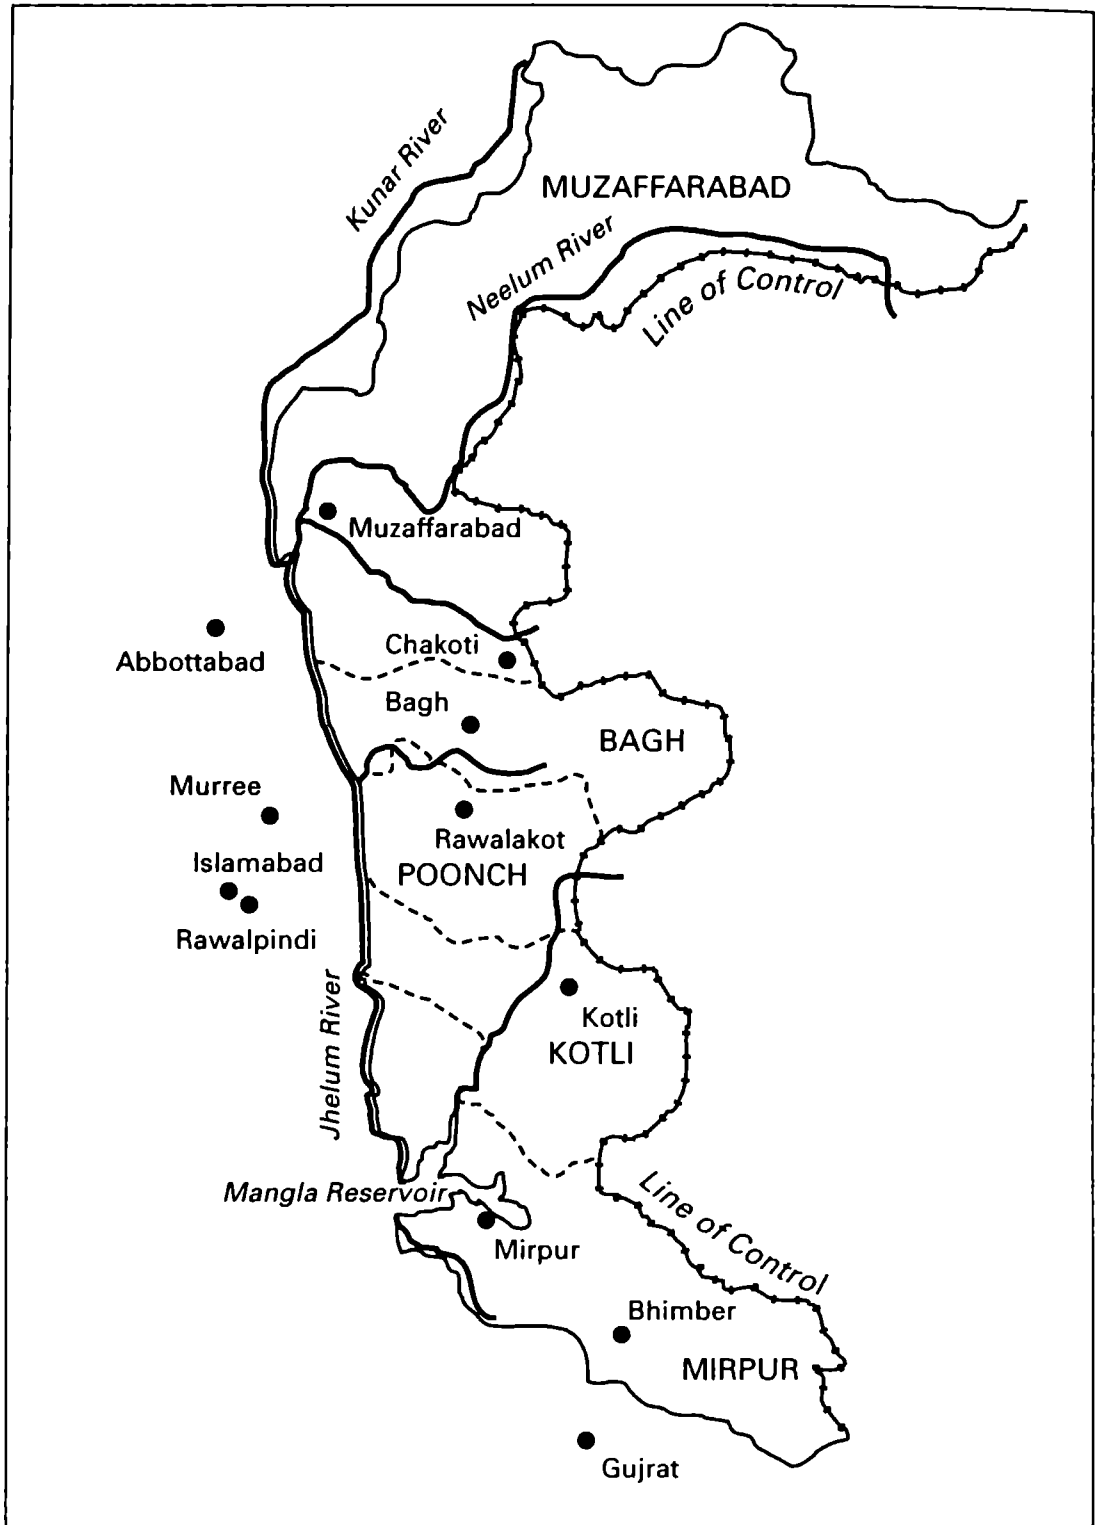 Kunar River
MUZAFFARABAD
Neelum River
Line of Control
Muzaffarabad
Abbottabad
Chakoti
Bagh
BAGH
Murree
Rawalakot
Islamabad
POONCH
Rawalpindi
Jhelum River
Kotli
KOTLI
Mangla Reservoir
Line of Control
Mirpur
Bhimber
MIRPUR
Gujrat